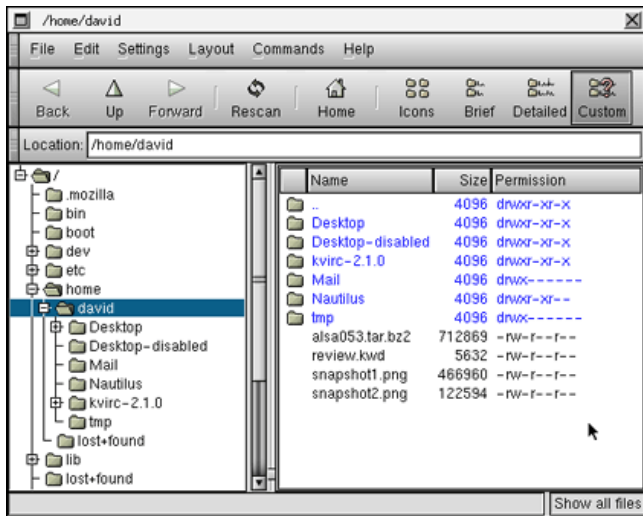 /home/david
File Edit Settings Layout Commands Help
Back Up Forward Rescan Home Icons Brief Detailed Custom
Location: /home/david
/
.mozilla
bin
boot
dev
etc
home
david
Desktop
Desktop-disabled
Mail
Nautilus
kvirc-2.1.0
tmp
lost+found
lib
lost+found
Name Size Permission
.. 4096 drwxr-xr-x
Desktop 4096 drwxr-xr-x
Desktop-disabled 4096 drwxr-xr-x
kvirc-2.1.0 4096 drwxr-xr-x
Mail 4096 drwx------
Nautilus 4096 drwxr-xr--
tmp 4096 drwx------
alsa053.tar.bz2 712869 -rw-r--r--
review.kwd 5632 -rw-r--r--
snapshot1.png 466960 -rw-r--r--
snapshot2.png 122594 -rw-r--r--
Show all files